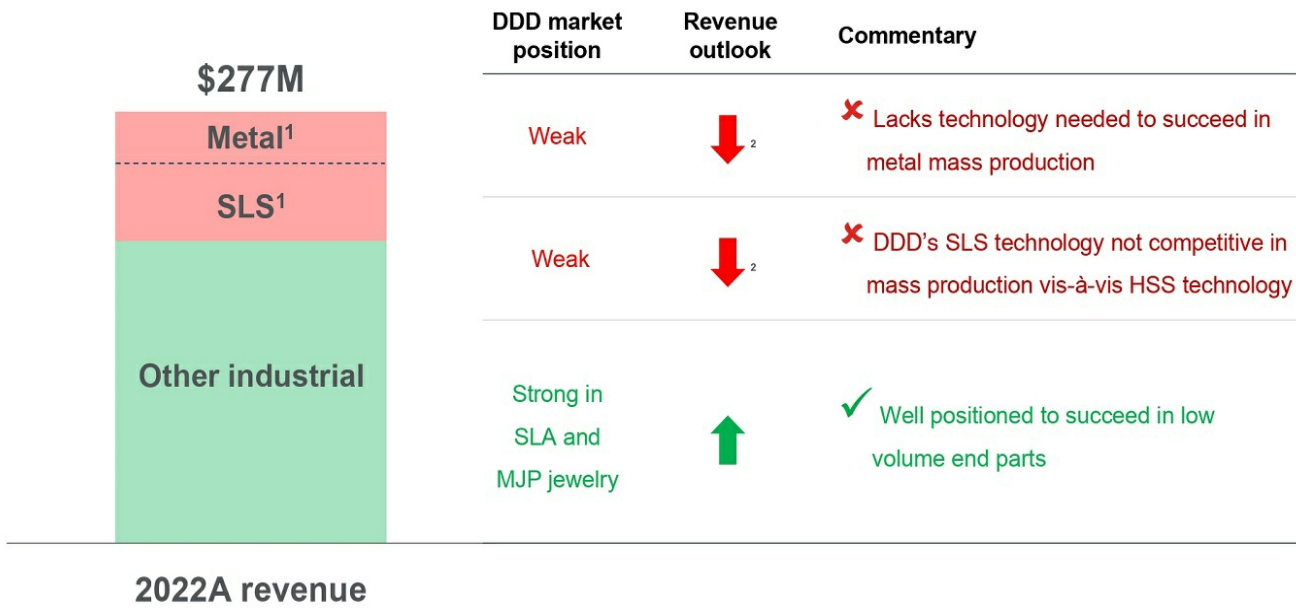 DDD market position
Revenue outlook
Commentary
$277M
Metal¹
SLS¹
Other industrial
2022A revenue
Weak
2
✘ Lacks technology needed to succeed in
metal mass production
Weak
2
✘ DDD’s SLS technology not competitive in
mass production vis-à-vis HSS technology
Strong in
SLA and
MJP jewelry
✓ Well positioned to succeed in low
volume end parts